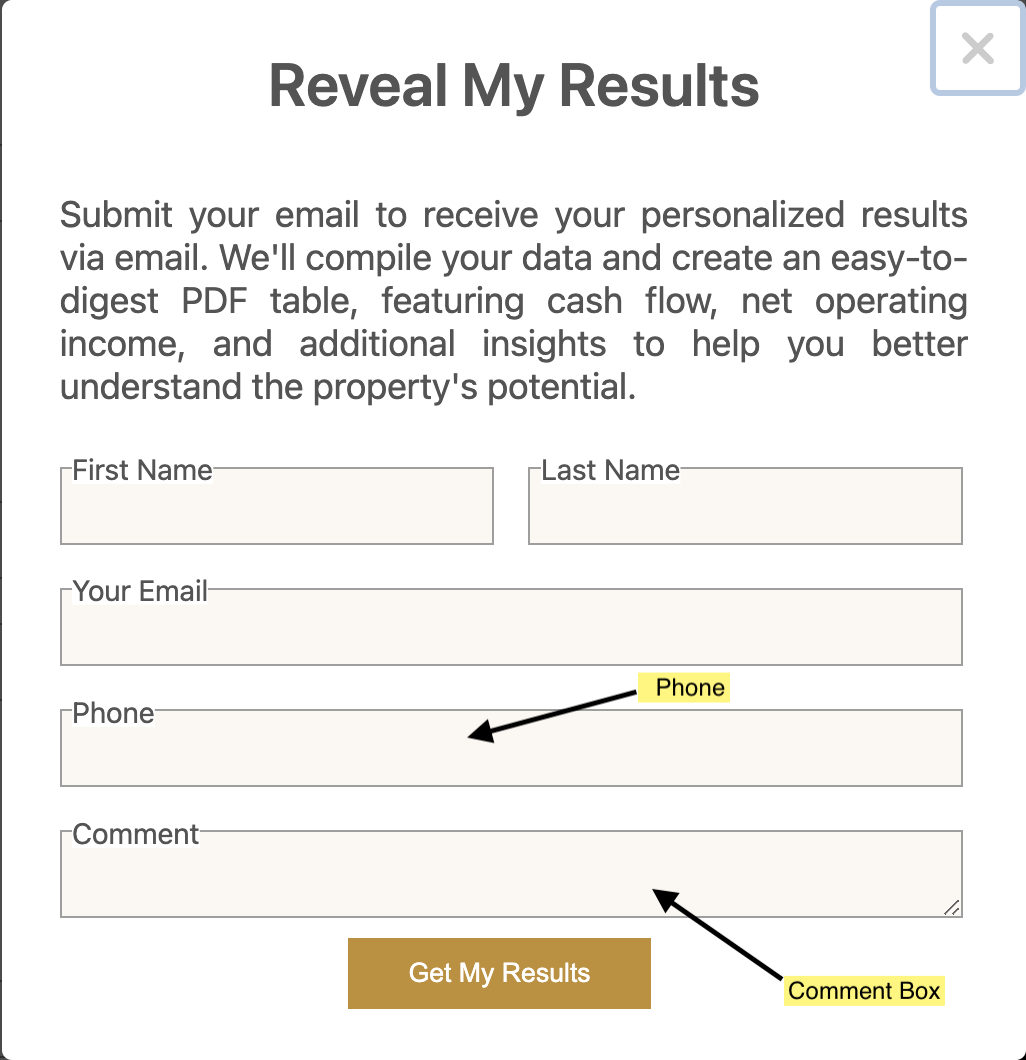 Reveal My Results
Submit your email to receive your personalized results
via email. We'll compile your data and create an easy-to-
digest PDF table, featuring cash flow, net operating
income, and additional insights to help you better
understand the property's potential.
First Name
Last Name
Your Email
Phone
Phone
Comment
Get My Results
Comment Box